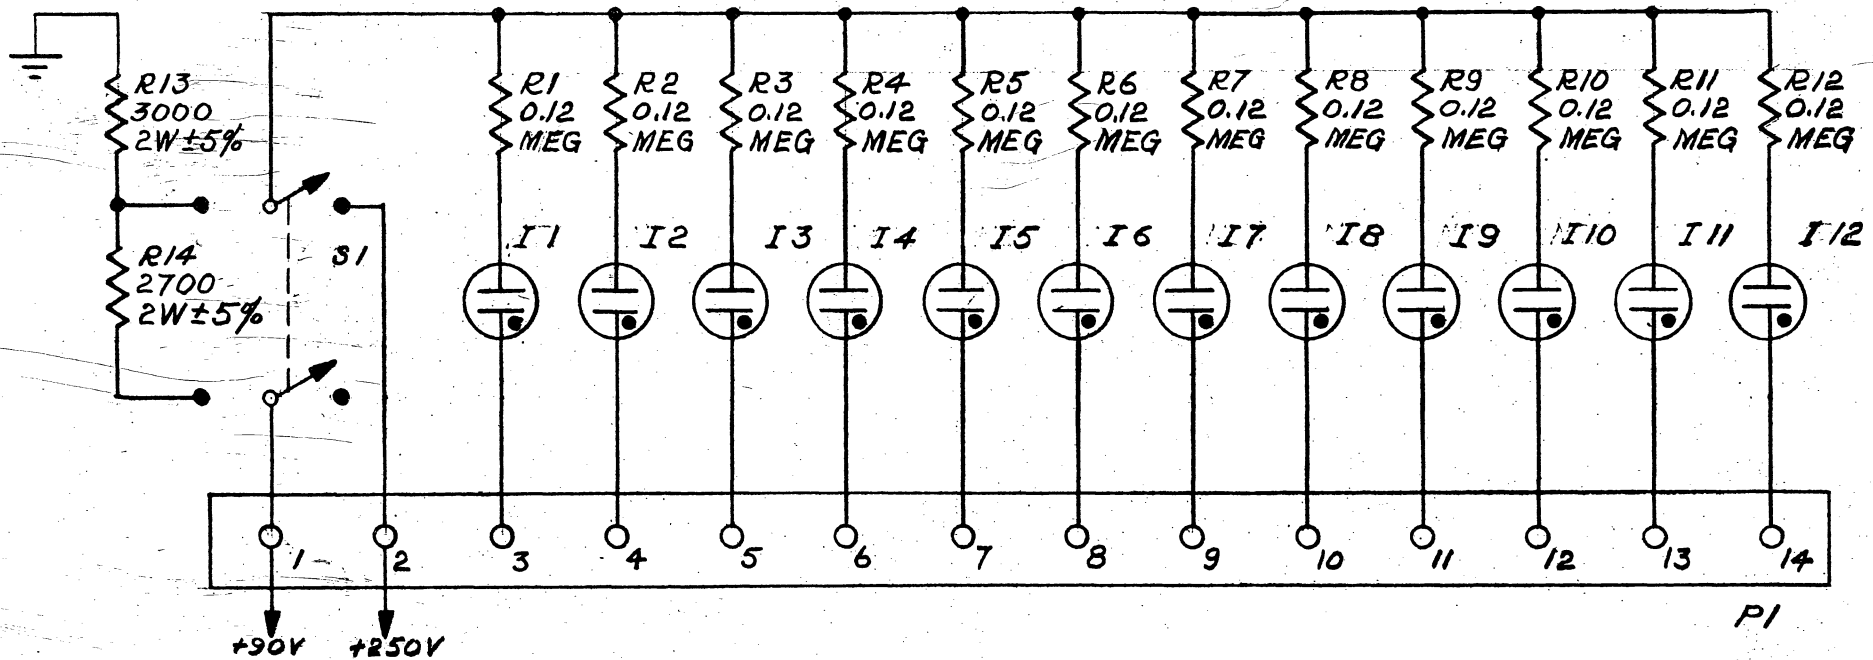 R13
3000
2W ±5%
R14
2700
2W ±5%
S1
R1
0.12
MEG
R2
0.12
MEG
R3
0.12
MEG
R4
0.12
MEG
R5
0.12
MEG
R6
0.12
MEG
R7
0.12
MEG
R8
0.12
MEG
R9
0.12
MEG
R10
0.12
MEG
R11
0.12
MEG
R12
0.12
MEG
I1
I2
I3
I4
I5
I6
I7
I8
I9
I10
I11
I12
1
2
3
4
5
6
7
8
9
10
11
12
13
14
+90V
+250V
P1